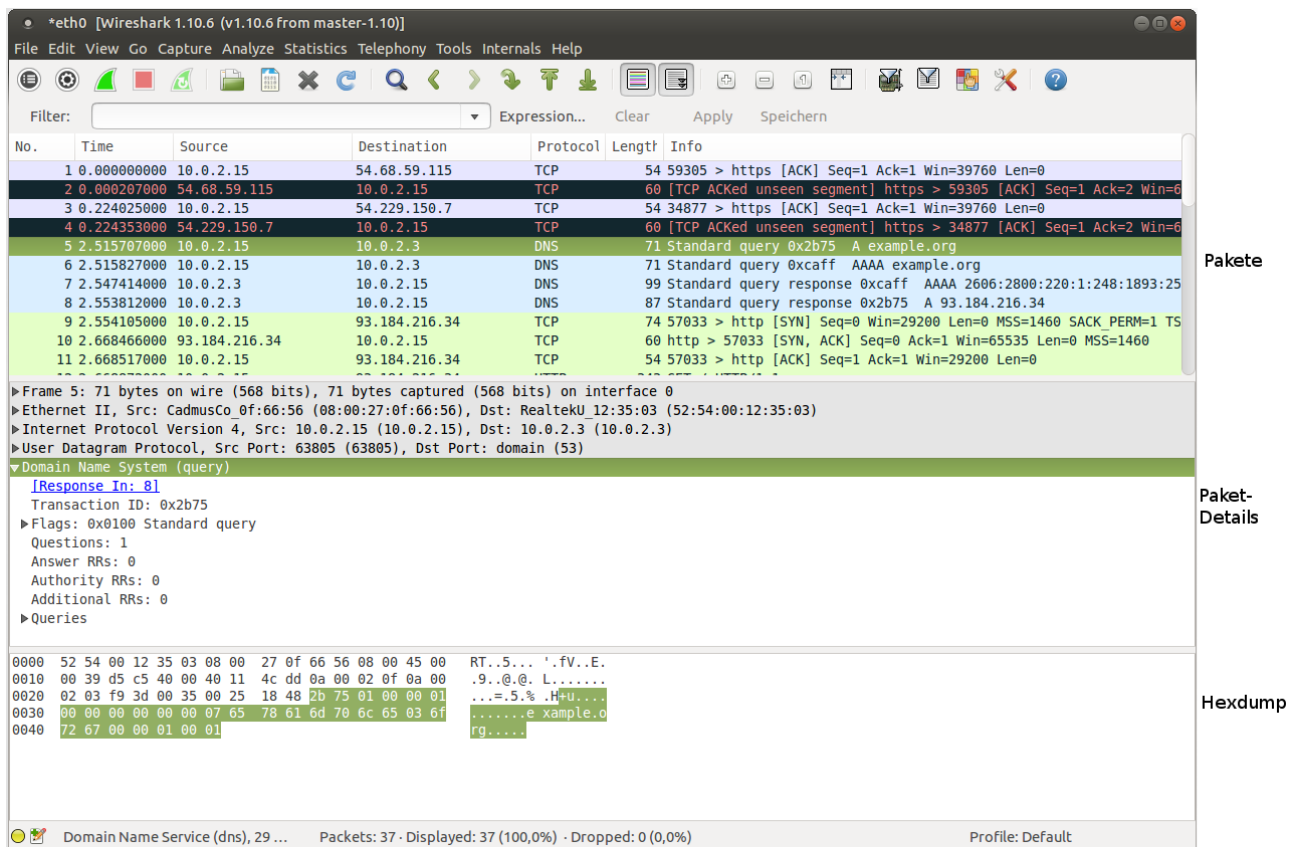 *eth0 [Wireshark 1.10.6 (v1.10.6 from master-1.10)]
File Edit View Go Capture Analyze Statistics Telephony Tools Internals Help
Filter: Expression... Clear Apply Speichern
No. Time Source Destination Protocol Length Info
1 0.000000000 10.0.2.15 54.68.59.115 TCP 54 59305 > https [ACK] Seq=1 Ack=1 Win=39760 Len=0
2 0.000207000 54.68.59.115 10.0.2.15 TCP 60 [TCP ACKed unseen segment] https > 59305 [ACK] Seq=1 Ack=2 Win=6
3 0.224025000 10.0.2.15 54.229.150.7 TCP 54 34877 > https [ACK] Seq=1 Ack=1 Win=39760 Len=0
4 0.224353000 54.229.150.7 10.0.2.15 TCP 60 [TCP ACKed unseen segment] https > 34877 [ACK] Seq=1 Ack=2 Win=6
5 2.515707000 10.0.2.15 10.0.2.3 DNS 71 Standard query 0x2b75 A example.org
6 2.515827000 10.0.2.15 10.0.2.3 DNS 71 Standard query 0xcaff AAAA example.org
7 2.547414000 10.0.2.3 10.0.2.15 DNS 99 Standard query response 0xcaff AAAA 2606:2800:220:1:248:1893:25
8 2.553812000 10.0.2.3 10.0.2.15 DNS 87 Standard query response 0x2b75 A 93.184.216.34
9 2.554105000 10.0.2.15 93.184.216.34 TCP 74 57033 > http [SYN] Seq=0 Win=29200 Len=0 MSS=1460 SACK_PERM=1 TS
10 2.668466000 93.184.216.34 10.0.2.15 TCP 60 http > 57033 [SYN, ACK] Seq=0 Ack=1 Win=65535 Len=0 MSS=1460
11 2.668517000 10.0.2.15 93.184.216.34 TCP 54 57033 > http [ACK] Seq=1 Ack=1 Win=29200 Len=0
Pakete
Frame 5: 71 bytes on wire (568 bits), 71 bytes captured (568 bits) on interface 0
Ethernet II, Src: CadmusCo_0f:66:56 (08:00:27:0f:66:56), Dst: RealtekU_12:35:03 (52:54:00:12:35:03)
Internet Protocol Version 4, Src: 10.0.2.15 (10.0.2.15), Dst: 10.0.2.3 (10.0.2.3)
User Datagram Protocol, Src Port: 63805 (63805), Dst Port: domain (53)
Domain Name System (query)
[Response In: 8]
Transaction ID: 0x2b75
Flags: 0x0100 Standard query
Questions: 1
Answer RRs: 0
Authority RRs: 0
Additional RRs: 0
Queries
Paket-
Details
0000 52 54 00 12 35 03 08 00 27 0f 66 56 08 00 45 00 RT..5... '.fV..E.
0010 00 39 d5 c5 40 00 40 11 4c dd 0a 00 02 0f 0a 00 .9..@.@. L.......
0020 02 03 f9 3d 00 35 00 25 18 48 2b 75 01 00 00 01 ...=.5.% .H+u....
0030 00 00 00 00 00 00 07 65 78 61 6d 70 6c 65 03 6f .......e xample.o
0040 72 67 00 00 01 00 01 rg.....
Hexdump
Domain Name Service (dns), 29 ... Packets: 37 · Displayed: 37 (100,0%) · Dropped: 0 (0,0%) Profile: Default